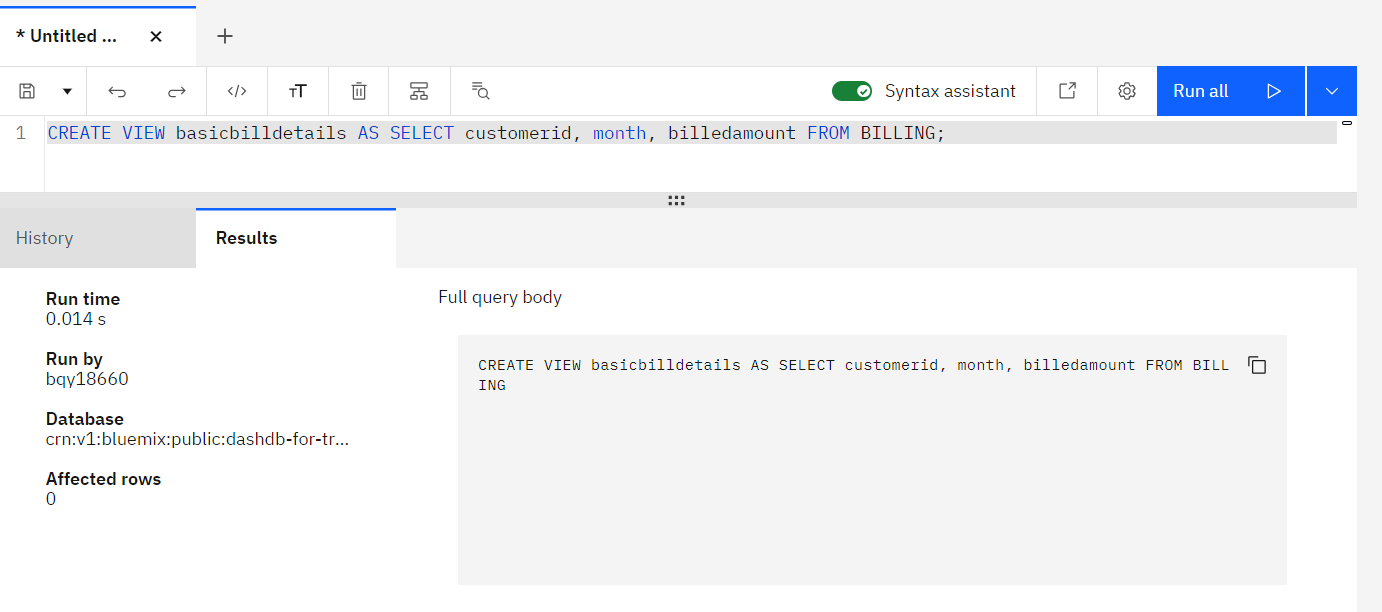 * Untitled ...
Syntax assistant
Run all
1 CREATE VIEW basicbilldetails AS SELECT customerid, month, billedamount FROM BILLING;
History
Results
Run time
0.014 s
Run by
bqy18660
Database
crn:v1:bluemix:public:dashdb-for-tr...
Affected rows
0
Full query body
CREATE VIEW basicbilldetails AS SELECT customerid, month, billedamount FROM BILL
ING